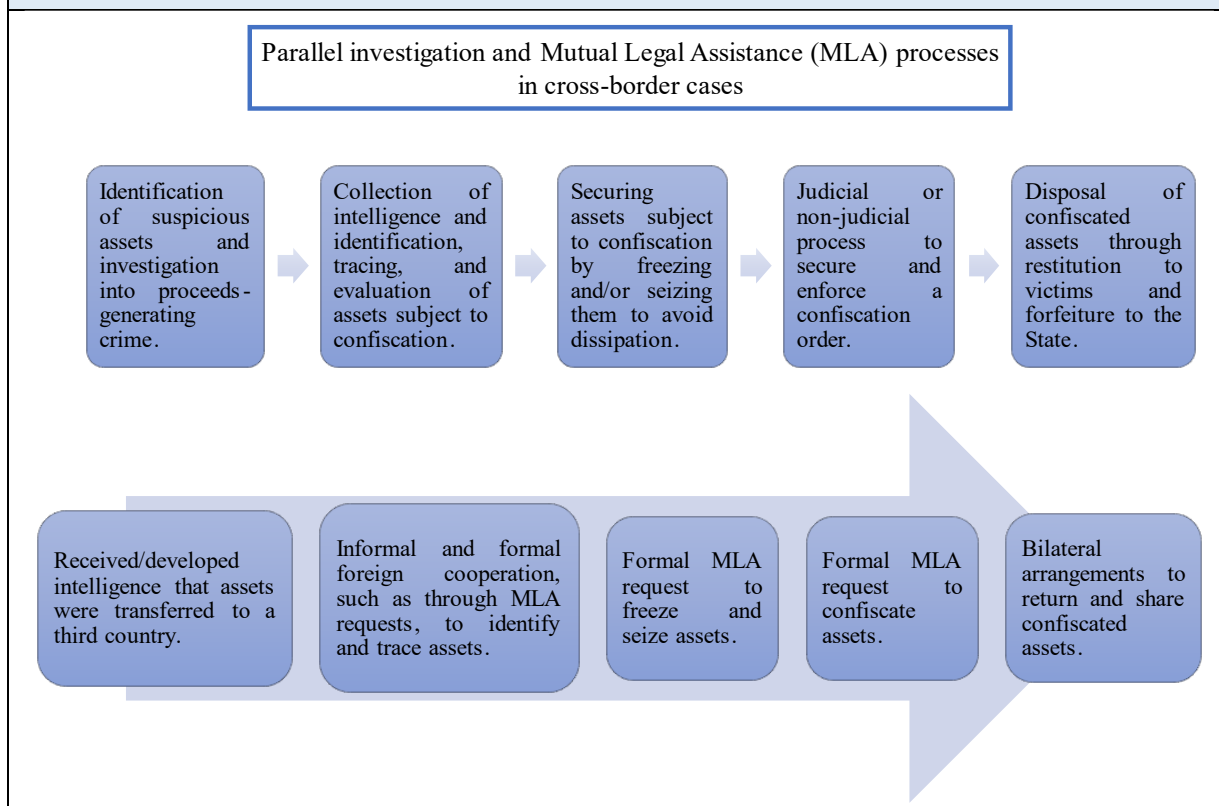 Parallel investigation and Mutual Legal Assistance (MLA) processes
in cross-border cases
Identification
of suspicious
assets and
investigation
into proceeds-
generating
crime.
Collection of
intelligence and
identification,
tracing, and
evaluation of
assets subject to
confiscation.
Securing
assets subject
to confiscation
by freezing
and/or seizing
them to avoid
dissipation.
Judicial or
non-judicial
process to
secure and
enforce a
confiscation
order.
Disposal of
confiscated
assets through
restitution to
victims and
forfeiture to the
State.
Received/developed
intelligence that assets
were transferred to a
third country.
Informal and formal
foreign cooperation,
such as through MLA
requests, to identify
and trace assets.
Formal MLA
request to
freeze and
seize assets.
Formal MLA
request to
confiscate
assets.
Bilateral
arrangements to
return and share
confiscated
assets.